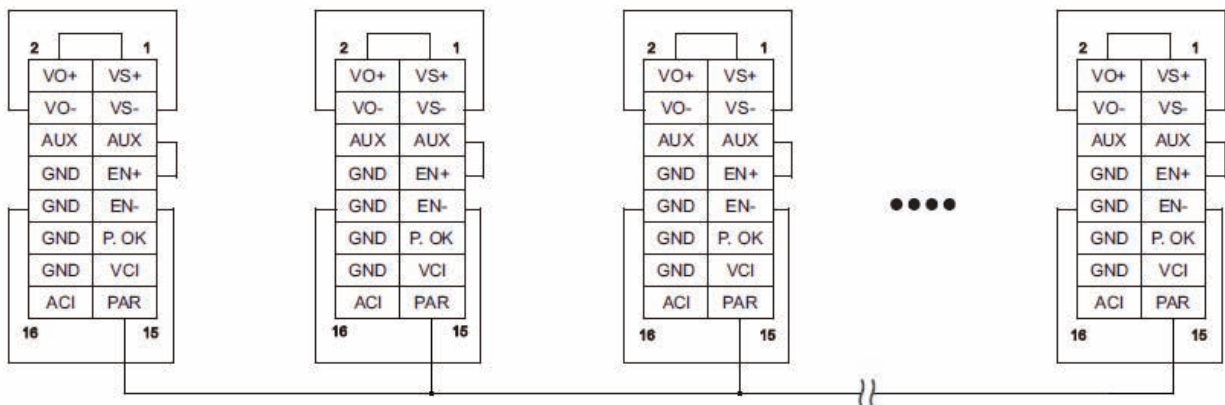 2 1 2 1 2 1 2 1
VO+ VS+ VO+ VS+ VO+ VS+ VO+ VS+
VO- VS- VO- VS- VO- VS- VO- VS-
AUX AUX AUX AUX AUX AUX AUX AUX
GND EN+ GND EN+ GND EN+ GND EN+
GND EN- GND EN- GND EN- GND EN-
GND P. OK GND P. OK GND P. OK GND P. OK
GND VCI GND VCI GND VCI GND VCI
ACI PAR ACI PAR ACI PAR ACI PAR
16 15 16 15 16 15 16 15